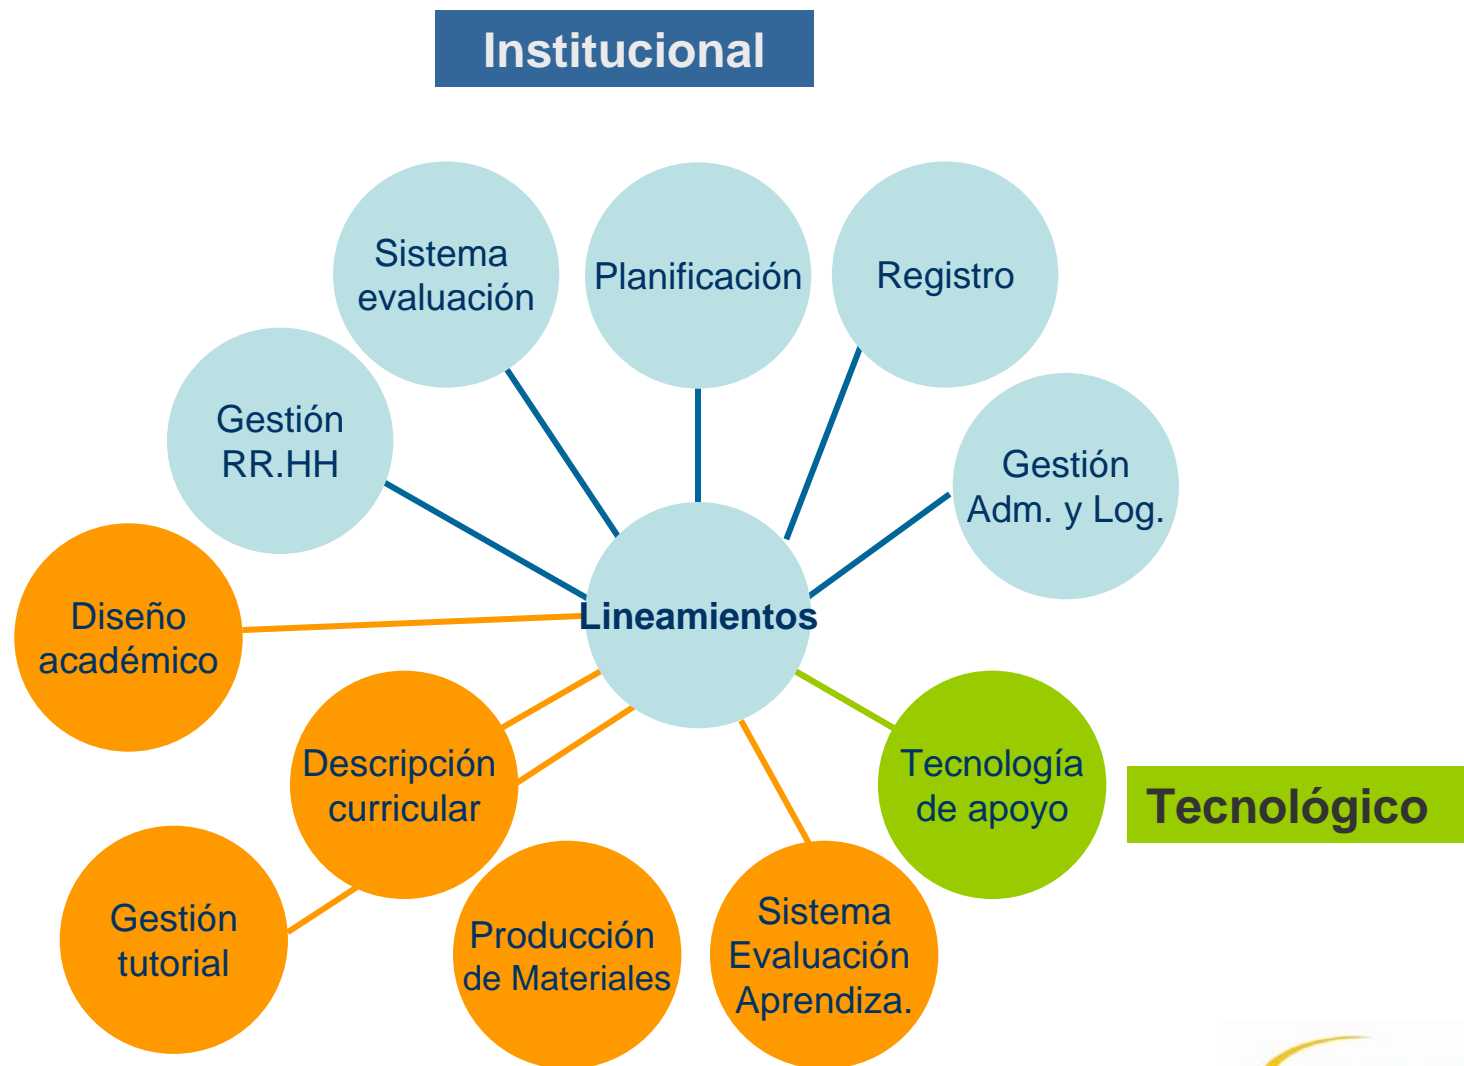 Institucional
Sistema
evaluación
Planificación
Registro
Gestión
RR.HH
Gestión
Adm. y Log.
Lineamientos
Diseño
académico
Descripción
curricular
Tecnología
de apoyo
Tecnológico
Gestión
tutorial
Producción
de Materiales
Sistema
Evaluación
Aprendiza.